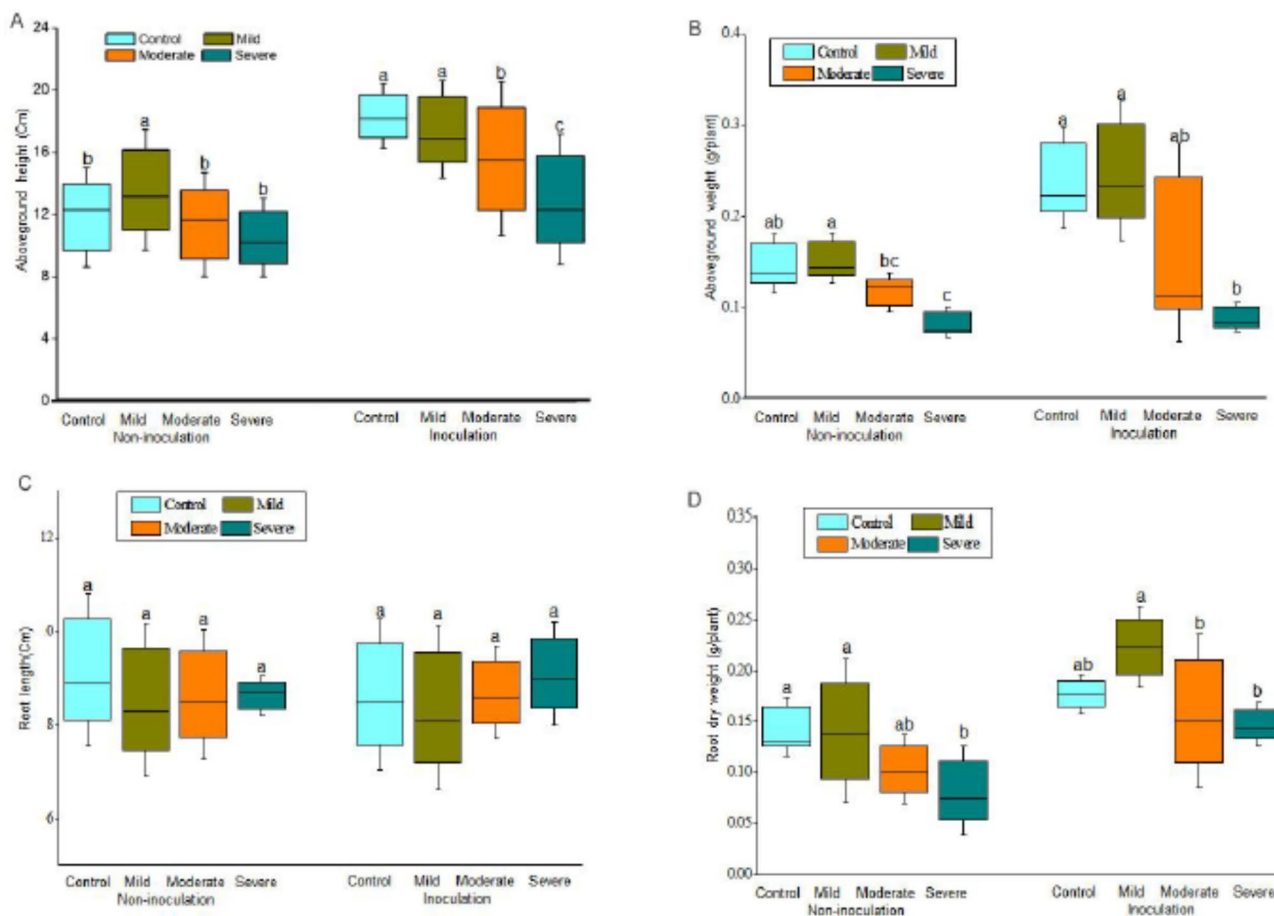 A
Control Mild
Moderate Severe
Aboveground height (Cm)
24
20
16
12
8
4
0
b
a
b
b
a
a
b
c
Control Mild Moderate Severe
Non-inoculation
Control Mild Moderate Severe
Inoculation
B
Control Mild
Moderate Severe
Aboveground weight (g/plant)
0.4
0.3
0.2
0.1
0.0
ab
a
bc
c
a
a
ab
b
Control Mild Moderate Severe
Non-inoculation
Control Mild Moderate Severe
Inoculation
C
Control Mild
Moderate Severe
Root length(Cm)
12
0
8
6
a
a
a
a
a
a
a
a
Control Mild Moderate Severe
Non-inoculation
Control Mild Moderate Severe
Inoculation
D
Control Mild
Moderate Severe
Root dry weight (g/plant)
0.35
0.30
0.25
0.20
0.15
0.10
0.05
0.00
a
a
ab
b
ab
a
b
b
Control Mild Moderate Severe
Non-inoculation
Control Mild Moderate Severe
Inoculation